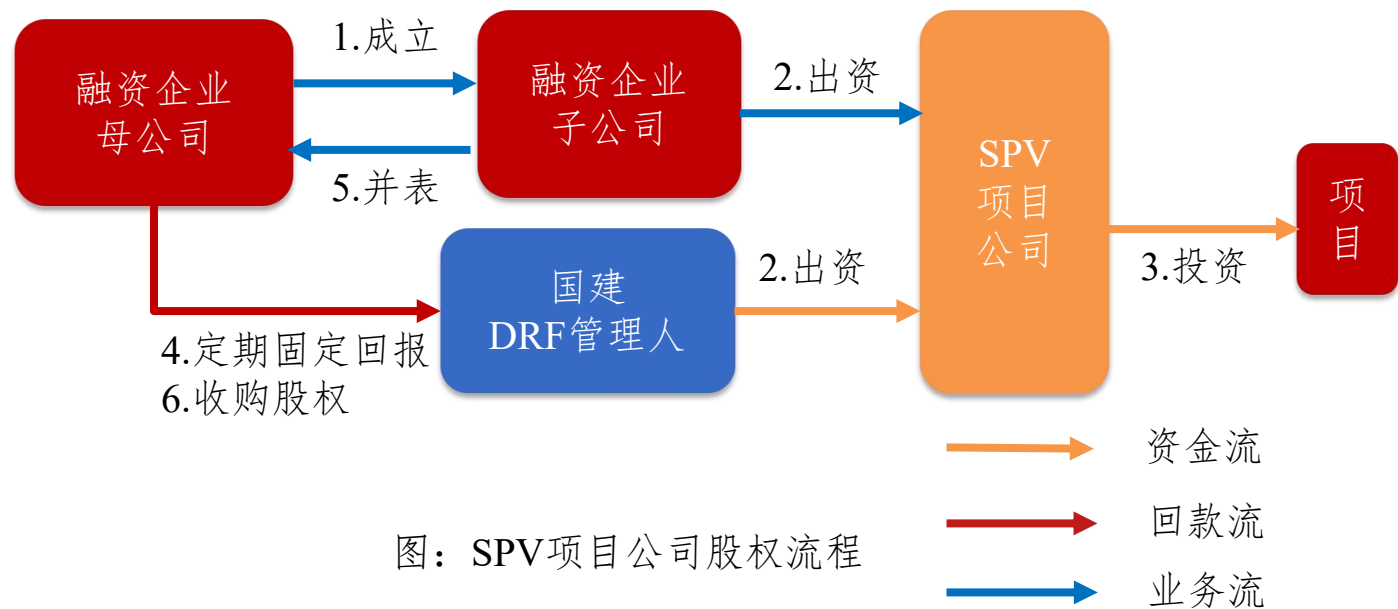 1.成立
融资企业
母公司
5.并表
融资企业
子公司
2.出资
SPV
项目
公司
3.投资
项
目
4.定期固定回报
6.收购股权
国建
DRF管理人
2.出资
资金流
回款流
业务流
图：SPV项目公司股权流程